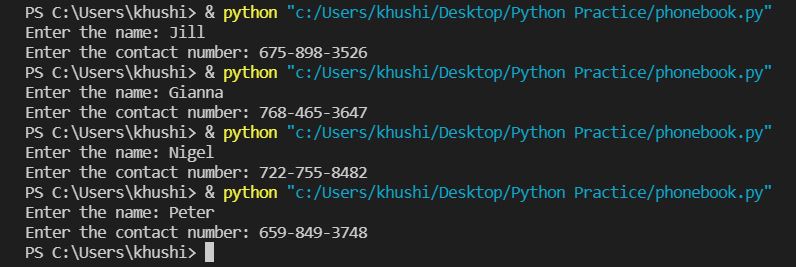 PS C:\Users\khushi> & python "c:/Users/khushi/Desktop/Python Practice/phonebook.py"
Enter the name: Jill
Enter the contact number: 675-898-3526
PS C:\Users\khushi> & python "c:/Users/khushi/Desktop/Python Practice/phonebook.py"
Enter the name: Gianna
Enter the contact number: 768-465-3647
PS C:\Users\khushi> & python "c:/Users/khushi/Desktop/Python Practice/phonebook.py"
Enter the name: Nigel
Enter the contact number: 722-755-8482
PS C:\Users\khushi> & python "c:/Users/khushi/Desktop/Python Practice/phonebook.py"
Enter the name: Peter
Enter the contact number: 659-849-3748
PS C:\Users\khushi>